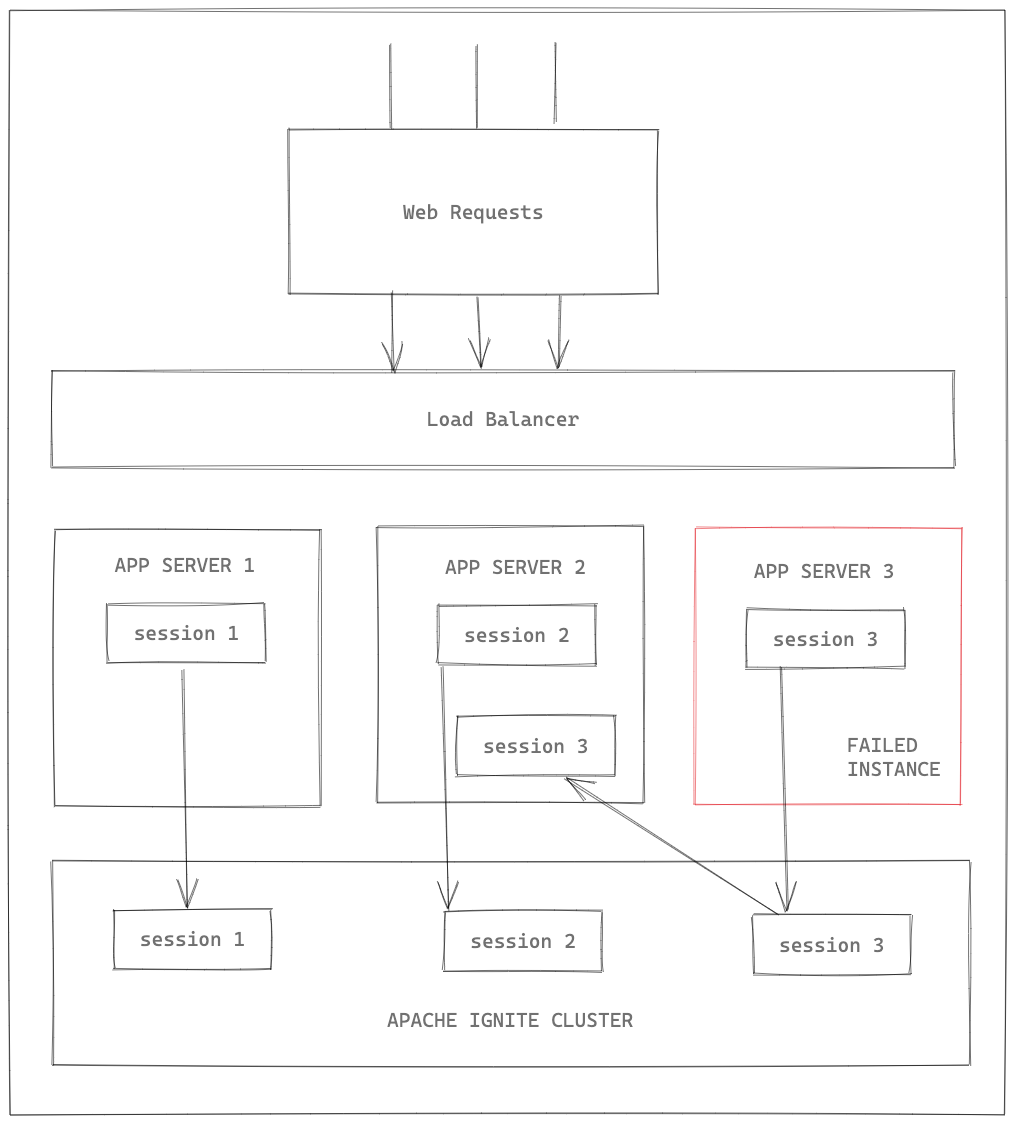 Web Requests
Load Balancer
APP SERVER 1
session 1
APP SERVER 2
session 2
session 3
APP SERVER 3
session 3
FAILED
INSTANCE
session 1
session 2
session 3
APACHE IGNITE CLUSTER